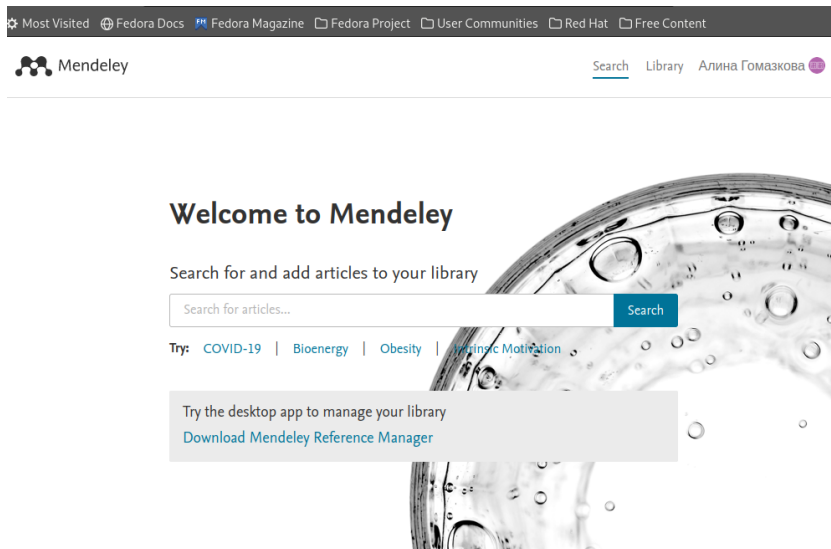 Most Visited Fedora Docs Fedora Magazine Fedora Project User Communities Red Hat Free Content
Mendeley Search Library Алина Гомазкова
Welcome to Mendeley
Search for and add articles to your library
Search for articles... Search
Try: COVID-19 | Bioenergy | Obesity | Intrinsic Motivation
Try the desktop app to manage your library
Download Mendeley Reference Manager